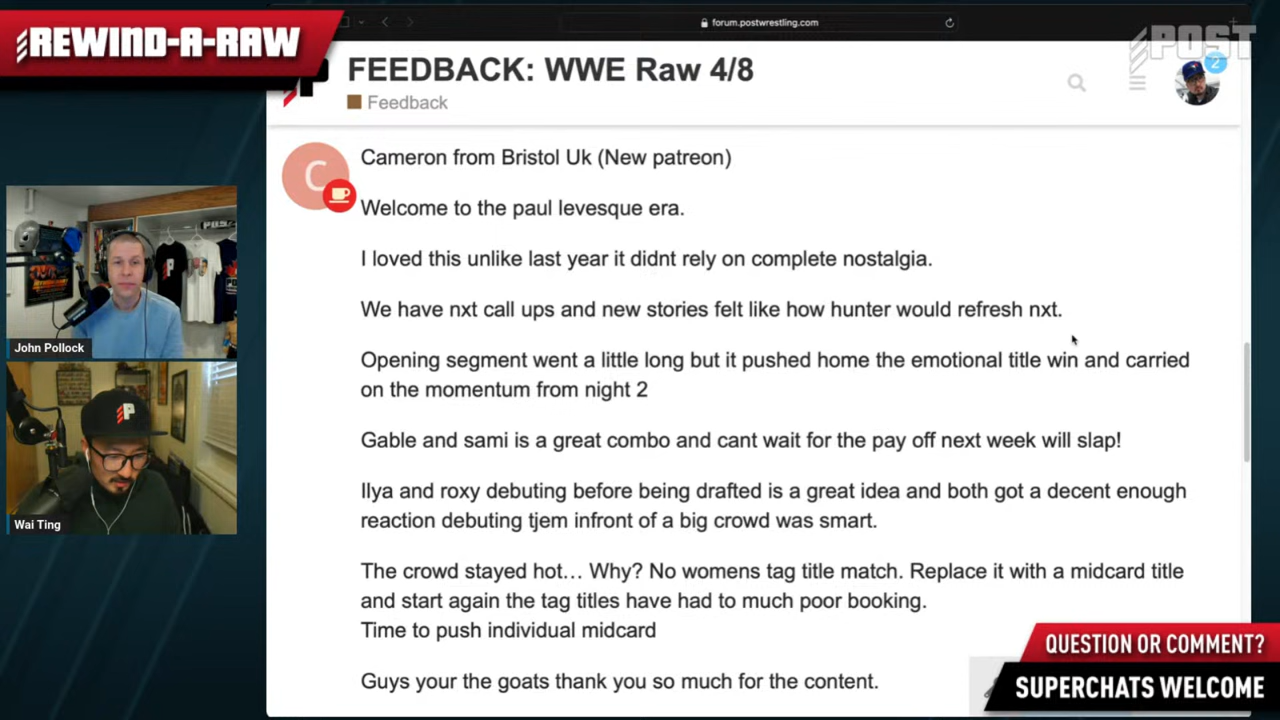 REWIND-A-RAW
forum.postwrestling.com
POST
FEEDBACK: WWE Raw 4/8
Feedback
2
C
Cameron from Bristol Uk (New patreon)
Welcome to the paul levesque era.
I loved this unlike last year it didnt rely on complete nostalgia.
We have nxt call ups and new stories felt like how hunter would refresh nxt.
Opening segment went a little long but it pushed home the emotional title win and carried
on the momentum from night 2
Gable and sami is a great combo and cant wait for the pay off next week will slap!
Ilya and roxy debuting before being drafted is a great idea and both got a decent enough
reaction debuting tjem infront of a big crowd was smart.
The crowd stayed hot… Why? No womens tag title match. Replace it with a midcard title
and start again the tag titles have had to much poor booking.
Time to push individual midcard
Guys your the goats thank you so much for the content.
John Pollock
Wai Ting
QUESTION OR COMMENT?
SUPERCHATS WELCOME